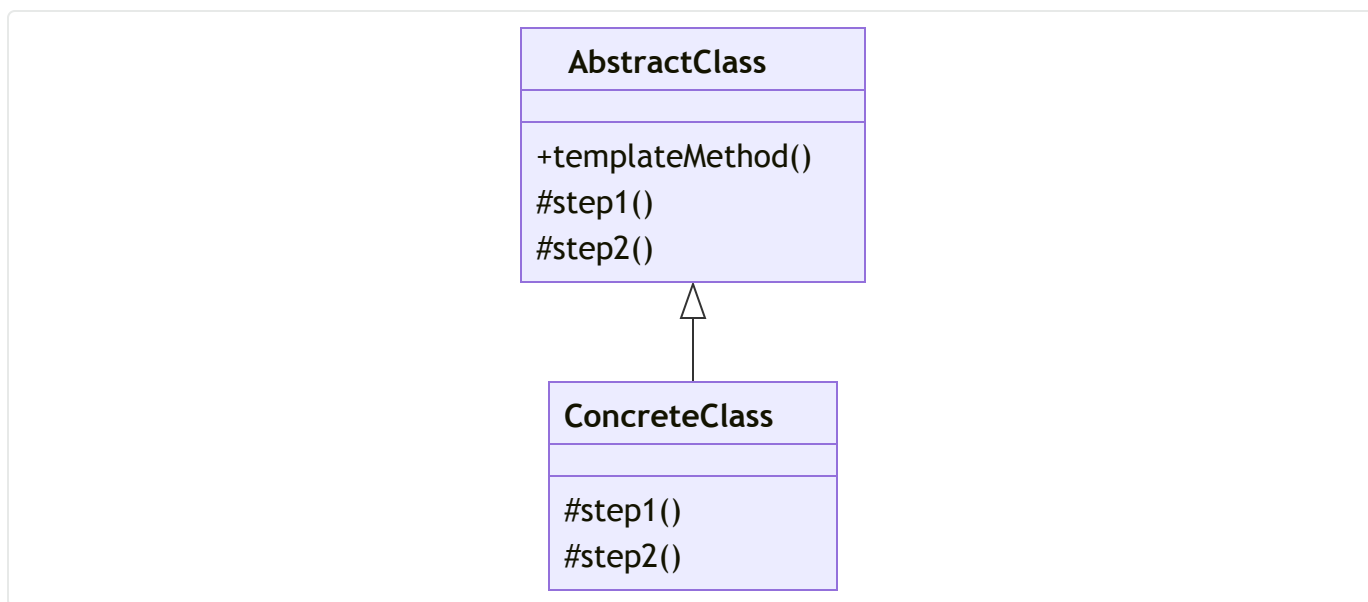 AbstractClass
+templateMethod()
#step1()
#step2()
ConcreteClass
#step1()
#step2()